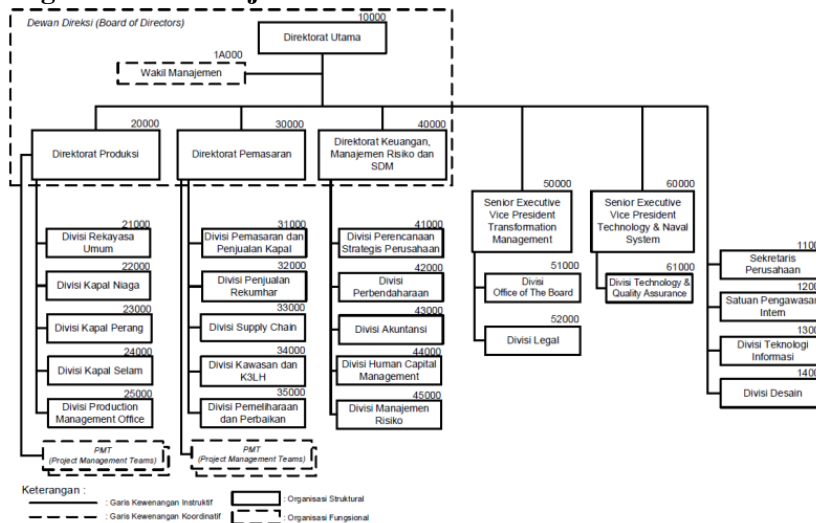 Dewan Direksi (Board of Directors)
10000
Direktorat Utama
1A000
Wakil Manajemen
20000
Direktorat Produksi
30000
Direktorat Pemasaran
40000
Direktorat Keuangan,
Manajemen Risiko dan
SDM
50000
Senior Executive
Vice President
Transformation
Management
60000
Senior Executive
Vice President
Technology & Naval
System
21000
Divisi Rekayasa
Umum
22000
Divisi Kapal Niaga
23000
Divisi Kapal Perang
24000
Divisi Kapal Selam
25000
Divisi Production
Management Office
PMT
(Project Management Teams)
31000
Divisi Pemasaran dan
Penjualan Kapal
32000
Divisi Penjualan
Rekumhar
33000
Divisi Supply Chain
34000
Divisi Kawasan dan
K3LH
35000
Divisi Pemeliharaan
dan Perbaikan
PMT
(Project Management Teams)
41000
Divisi Perencanaan
Strategis Perusahaan
42000
Divisi
Perbendaharaan
43000
Divisi Akuntansi
44000
Divisi Human Capital
Management
45000
Divisi Manajemen
Risiko
51000
Divisi
Office of The Board
52000
Divisi Legal
61000
Divisi Technology &
Quality Assurance
1100
Sekretaris
Perusahaan
1200
Satuan Pengawasan
Intern
1300
Divisi Teknologi
Informasi
1400
Divisi Desain
Keterangan :
: Garis Kewenangan Instruktif
: Organisasi Struktural
: Garis Kewenangan Koordinatif
: Organisasi Fungsional